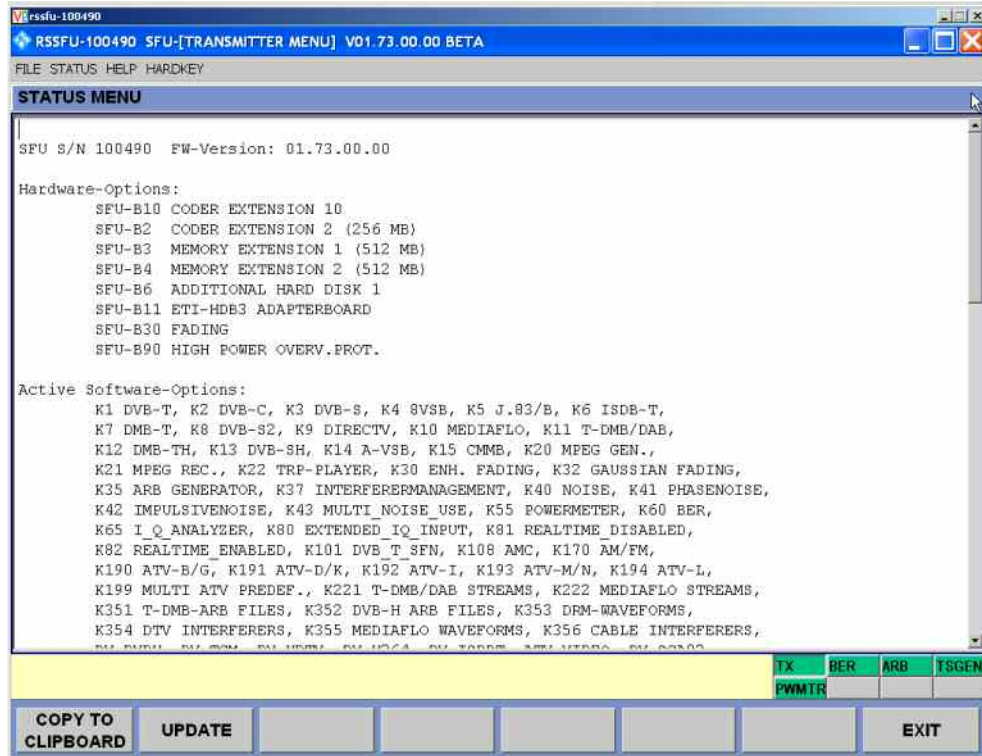 rssfu-100490
RSSFU-100490 SFU-[TRANSMITTER MENU] V01.73.00.00 BETA
FILE STATUS HELP HARDKEY
STATUS MENU
SFU S/N 100490 FW-Version: 01.73.00.00
Hardware-Options:
SFU-B10 CODER EXTENSION 10
SFU-B2 CODER EXTENSION 2 (256 MB)
SFU-B3 MEMORY EXTENSION 1 (512 MB)
SFU-B4 MEMORY EXTENSION 2 (512 MB)
SFU-B6 ADDITIONAL HARD DISK 1
SFU-B11 ETI-HDB3 ADAPTERBOARD
SFU-B30 FADING
SFU-B90 HIGH POWER OVERV.PROT.
Active Software-Options:
K1 DVB-T, K2 DVB-C, K3 DVB-S, K4 8VSB, K5 J.83/B, K6 ISDB-T,
K7 DMB-T, K8 DVB-S2, K9 DIRECTV, K10 MEDIAFLO, K11 T-DMB/DAB,
K12 DMB-TH, K13 DVB-SH, K14 A-VSB, K15 CMMB, K20 MPEG GEN.,
K21 MPEG REC., K22 TRP-PLAYER, K30 ENH. FADING, K32 GAUSSIAN FADING,
K35 ARB GENERATOR, K37 INTERFERERMANAGEMENT, K40 NOISE, K41 PHASENOISE,
K42 IMPULSIVENOISE, K43 MULTI_NOISE_USE, K55 POWERMETER, K60 BER,
K65 I_Q_ANALYZER, K80 EXTENDED_IQ_INPUT, K81 REALTIME_DISABLED,
K82 REALTIME_ENABLED, K101 DVB_T_SFN, K108 AMC, K170 AM/FM,
K190 ATV-B/G, K191 ATV-D/K, K192 ATV-I, K193 ATV-M/N, K194 ATV-L,
K199 MULTI ATV PREDEF., K221 T-DMB/DAB STREAMS, K222 MEDIAFLO STREAMS,
K351 T-DMB-ARB FILES, K352 DVB-H ARB FILES, K353 DRM-WAVEFORMS,
K354 DTV INTERFERERS, K355 MEDIAFLO WAVEFORMS, K356 CABLE INTERFERERS,
TX BER ARB TSGEN
PWMTR
COPY TO CLIPBOARD UPDATE EXIT